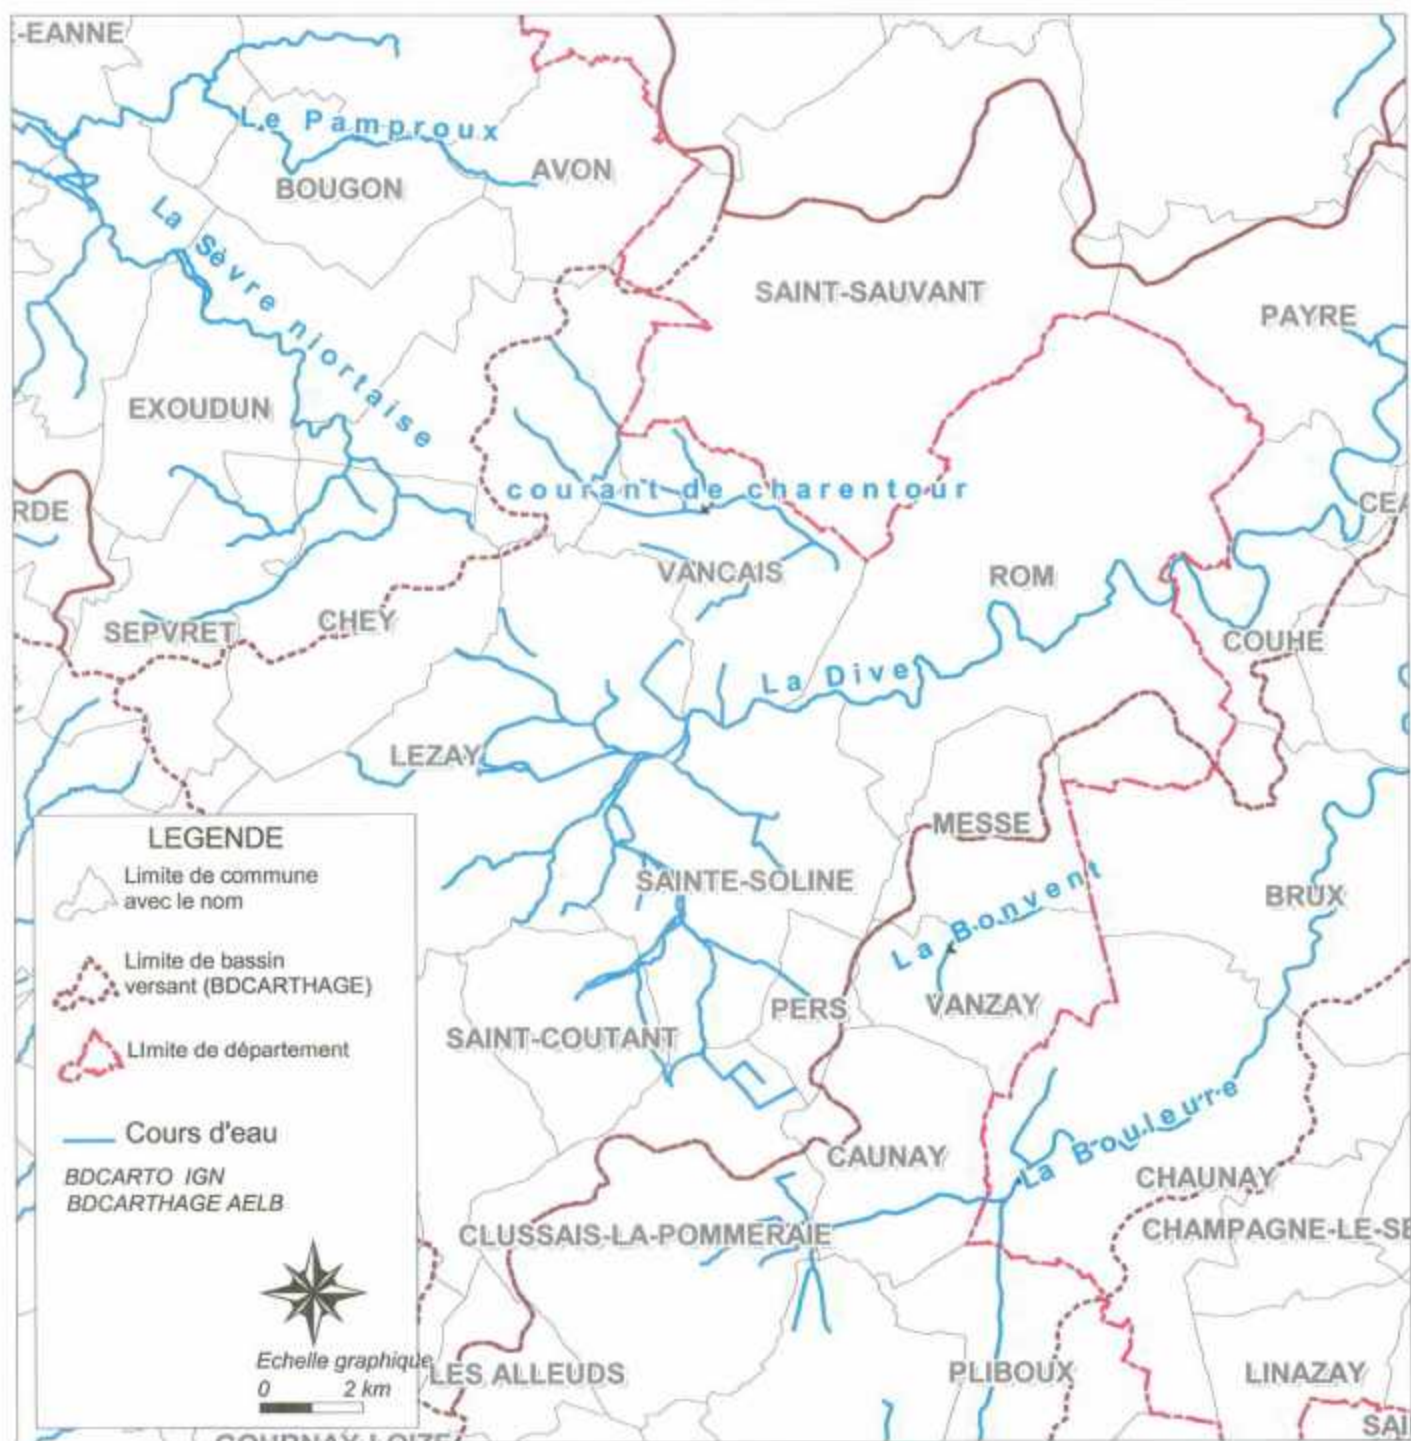 -EANNE
Le Pamproux
AVON
BOUGON
La Sèvre niortaise
SAINT-SAUVANT
PAYRE
EXOUDUN
courant de charentour
RDE
CEA
VANCAIS
ROM
CHEY
SEPVRET
COUHE
La Dive
LEZAY
MESSE
SAINTE-SOLINE
BRUX
La Bonvent
PERS
VANZAY
SAINT-COUTANT
La Bouleure
CAUNAY
CHAUNAY
CLUSSAIS-LA-POMMERAIE
CHAMPAGNE-LE-SE
LES ALLEUDS
PLIBOUX
LINAZAY
SAI
LEGENDE
Limite de commune
avec le nom
Limite de bassin
versant (BDCARTHAGE)
LImite de département
Cours d'eau
BDCARTO IGN
BDCARTHAGE AELB
Echelle graphique
0 2 km